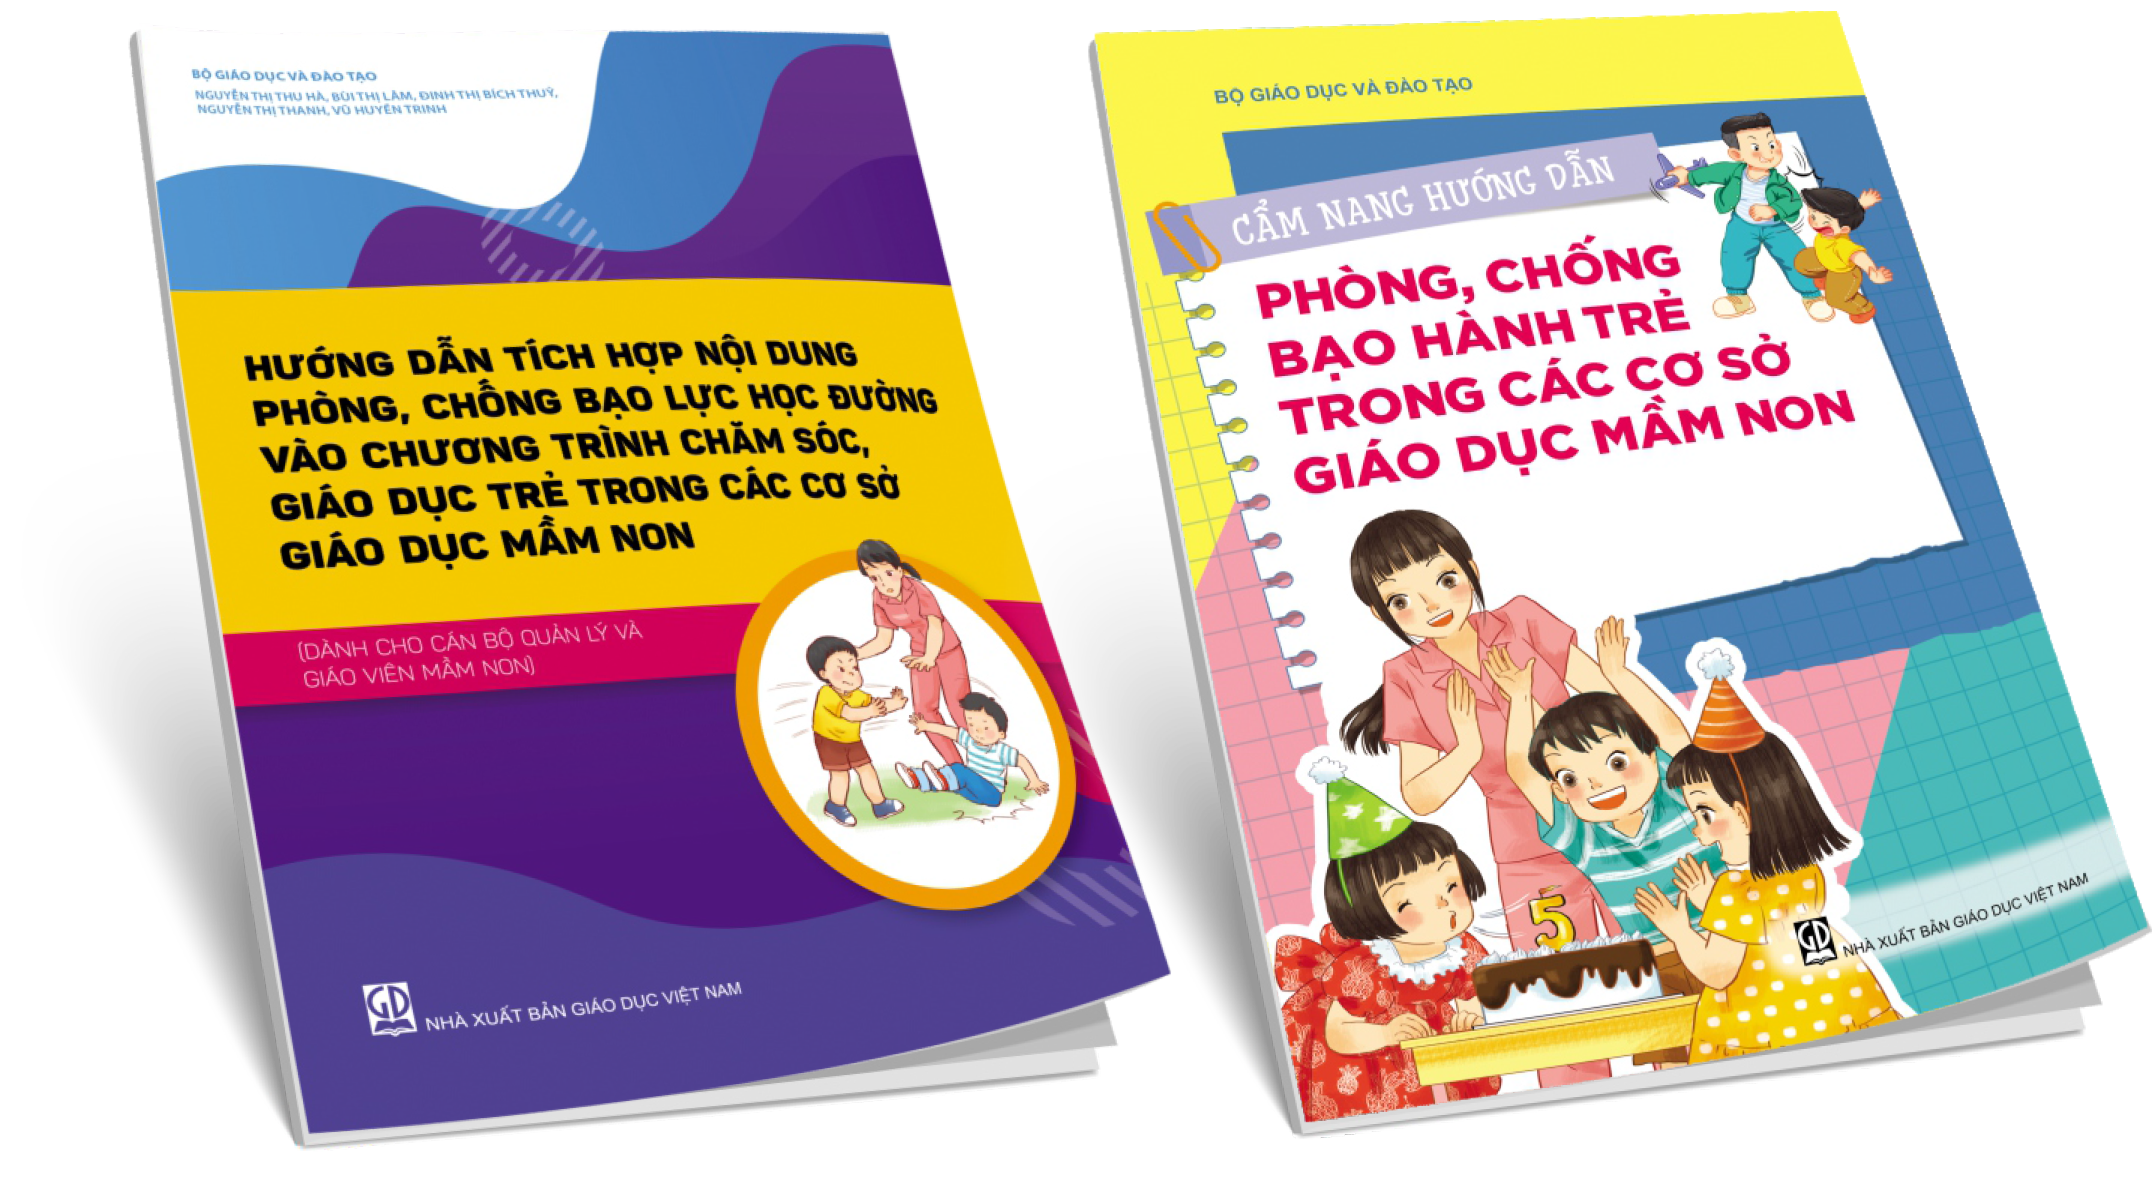 BỘ GIÁO DỤC VÀ ĐÀO TẠO
NGUYỄN THỊ THU HÀ, BÙI THỊ LÂM, ĐINH THỊ BÍCH THUỶ,
NGUYỄN THỊ THANH, VŨ HUYỀN TRINH
HƯỚNG DẪN TÍCH HỢP NỘI DUNG
PHÒNG, CHỐNG BẠO LỰC HỌC ĐƯỜNG
VÀO CHƯƠNG TRÌNH CHĂM SÓC,
GIÁO DỤC TRẺ TRONG CÁC CƠ SỞ
GIÁO DỤC MẦM NON
(DÀNH CHO CÁN BỘ QUẢN LÝ VÀ
GIÁO VIÊN MẦM NON)
GD
NHÀ XUẤT BẢN GIÁO DỤC VIỆT NAM
BỘ GIÁO DỤC VÀ ĐÀO TẠO
CẨM NANG HƯỚNG DẪN
PHÒNG, CHỐNG
BẠO HÀNH TRẺ
TRONG CÁC CƠ SỞ
GIÁO DỤC MẦM NON
5
GD
NHÀ XUẤT BẢN GIÁO DỤC VIỆT NAM